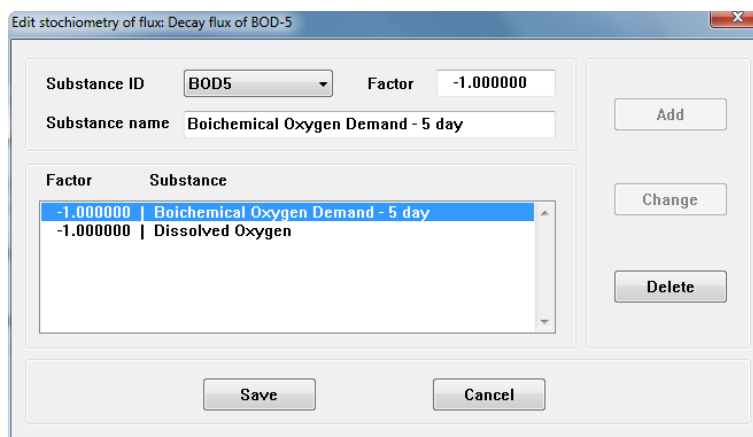 Edit stochiometry of flux: Decay flux of BOD-5
x
Substance ID BOD5 Factor -1.000000
Substance name Boichemical Oxygen Demand - 5 day
Add
Factor Substance
-1.000000 | Boichemical Oxygen Demand - 5 day
-1.000000 | Dissolved Oxygen
Change
Delete
Save Cancel